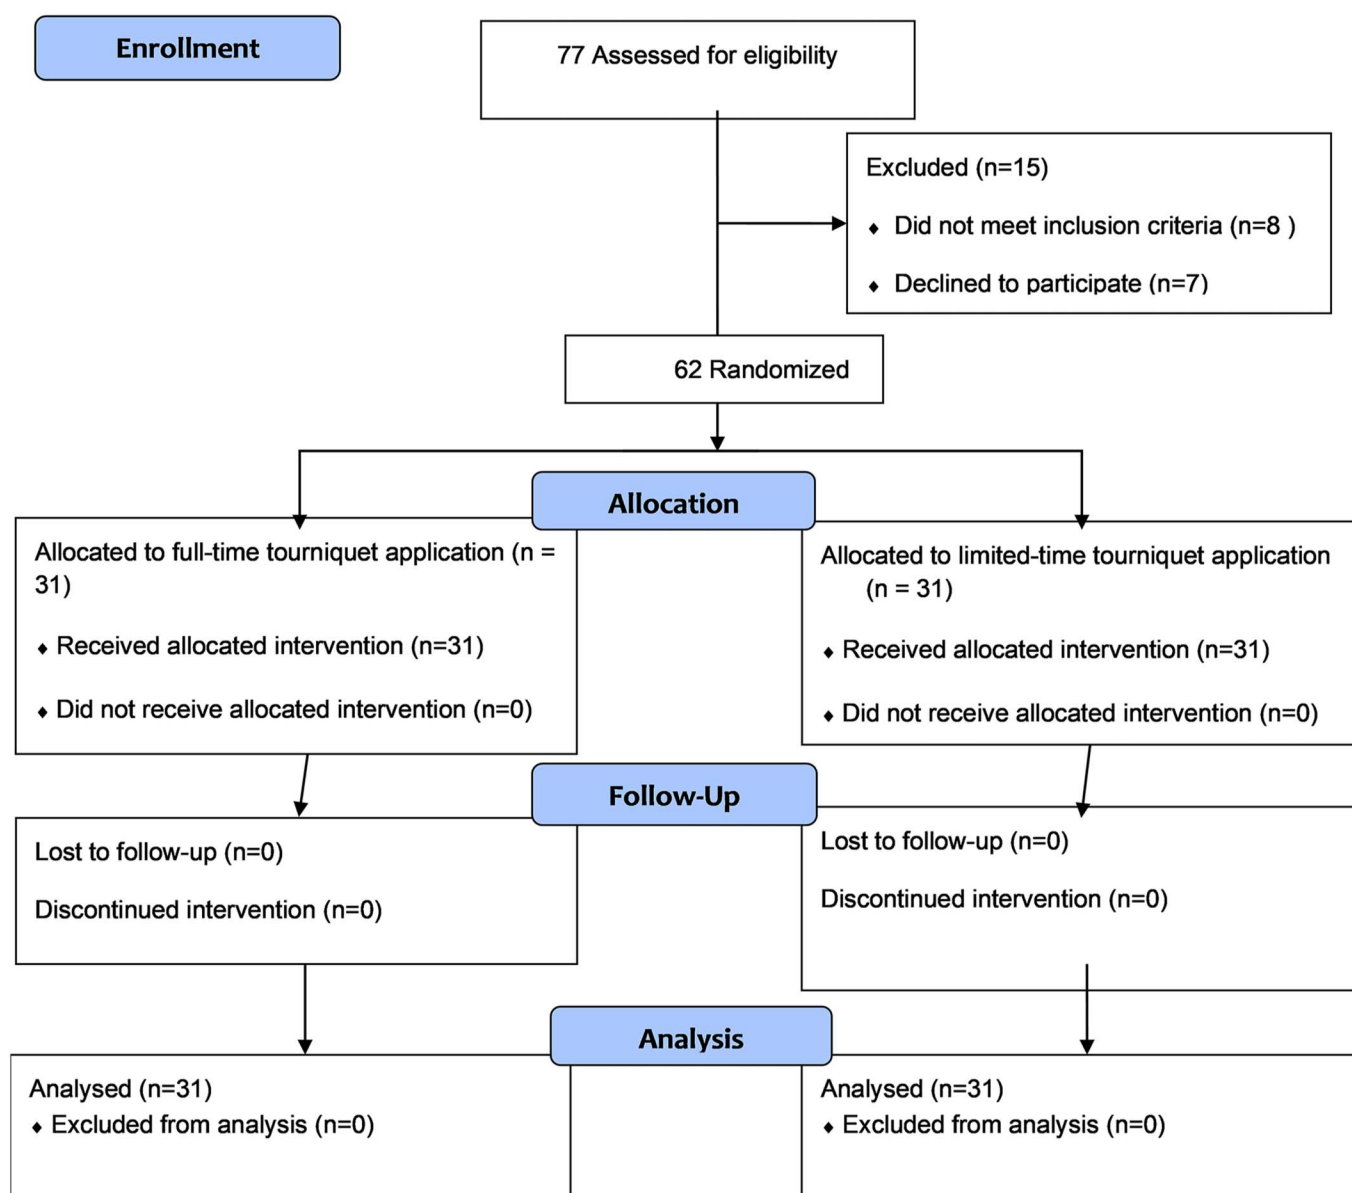 Enrollment
77 Assessed for eligibility
Excluded (n=15)
⬧ Did not meet inclusion criteria (n=8 )
⬧ Declined to participate (n=7)
62 Randomized
Allocation
Allocated to full-time tourniquet application (n =
31)
⬧ Received allocated intervention (n=31)
⬧ Did not receive allocated intervention (n=0)
Allocated to limited-time tourniquet application
(n = 31)
⬧ Received allocated intervention (n=31)
⬧ Did not receive allocated intervention (n=0)
Follow-Up
Lost to follow-up (n=0)
Discontinued intervention (n=0)
Lost to follow-up (n=0)
Discontinued intervention (n=0)
Analysis
Analysed (n=31)
⬧ Excluded from analysis (n=0)
Analysed (n=31)
⬧ Excluded from analysis (n=0)